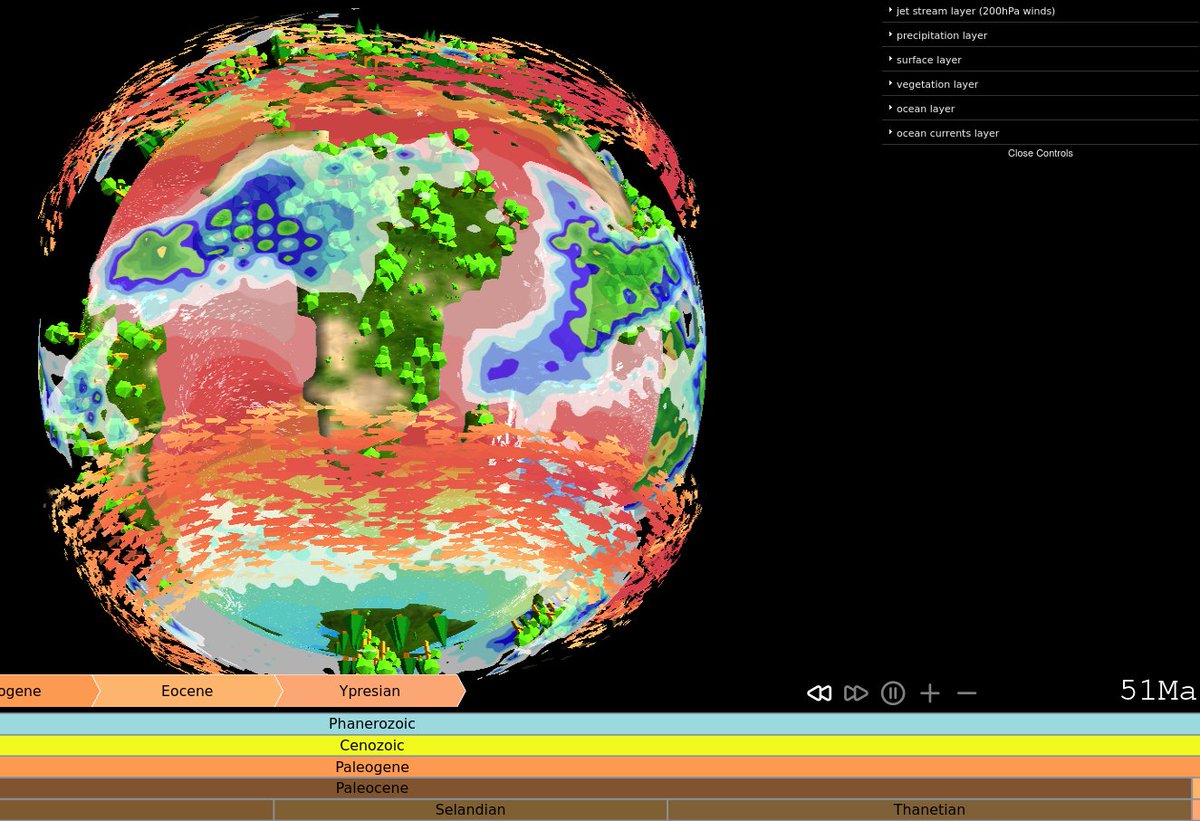 jet stream layer (200hPa winds)
precipitation layer
surface layer
vegetation layer
ocean layer
ocean currents layer
Close Controls
ogene
Eocene
Ypresian
51Ma
Phanerozoic
Cenozoic
Paleogene
Paleocene
Selandian
Thanetian